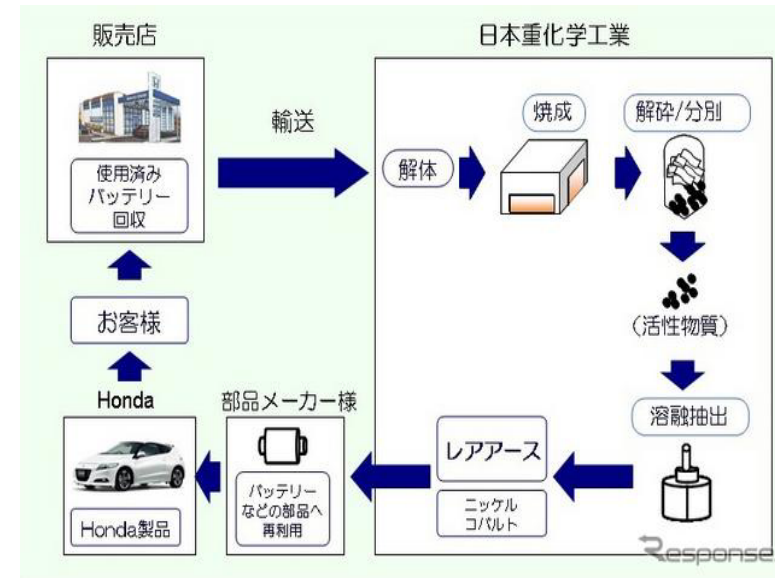 販売店
日本重化学工業
使用済み
バッテリー
回収
輸送
解体
焼成
解砕/分別
(活性物質)
溶融抽出
レアアース
ニッケル
コバルト
部品メーカー様
バッテリー
などの部品へ
再利用
Honda
Honda製品
お客様
Response